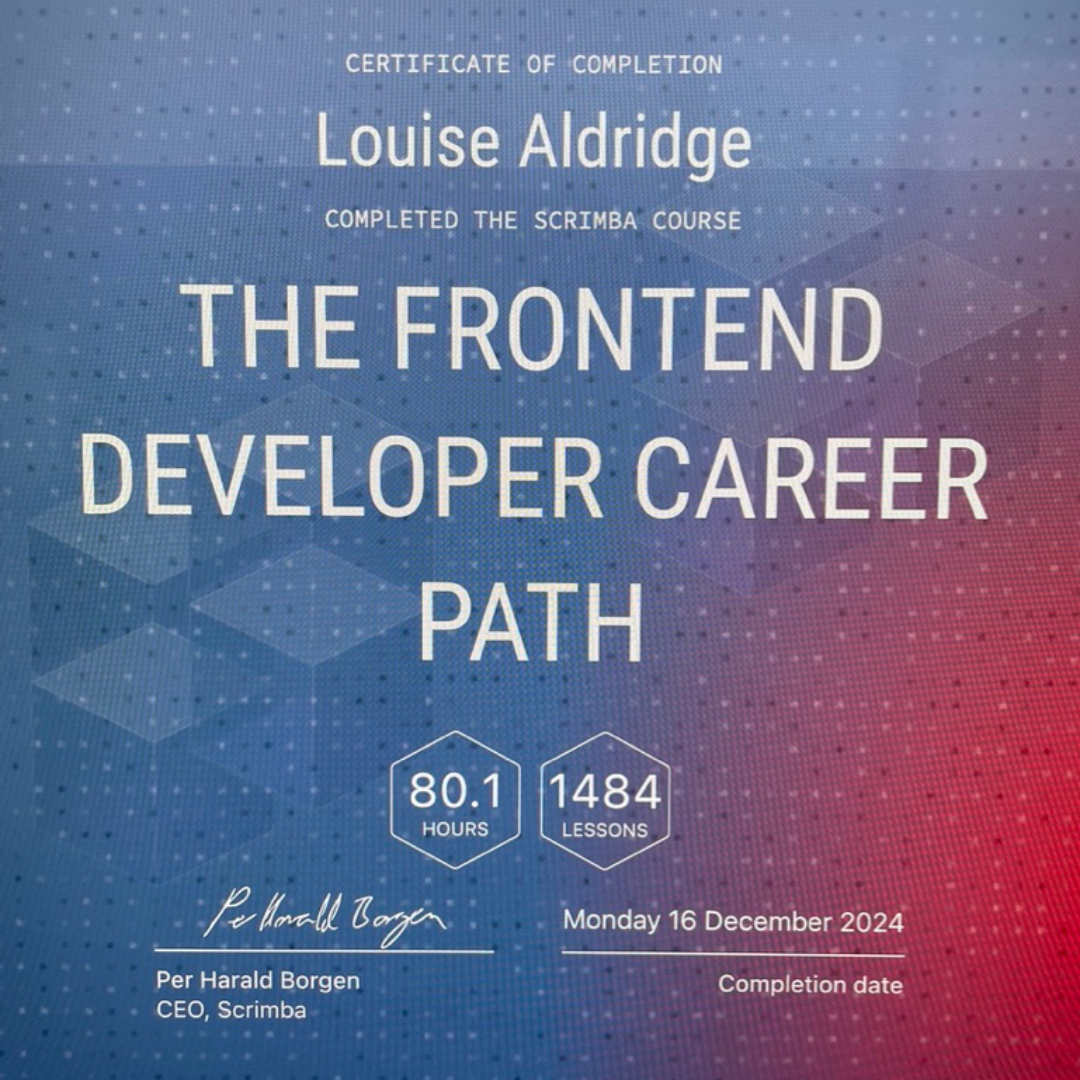 CERTIFICATE OF COMPLETION
Louise Aldridge
COMPLETED THE SCRIMBA COURSE
THE FRONTEND
DEVELOPER CAREER
PATH
80.1
HOURS
1484
LESSONS
Per Harald Borgen
Monday 16 December 2024
Per Harald Borgen
CEO, Scrimba
Completion date